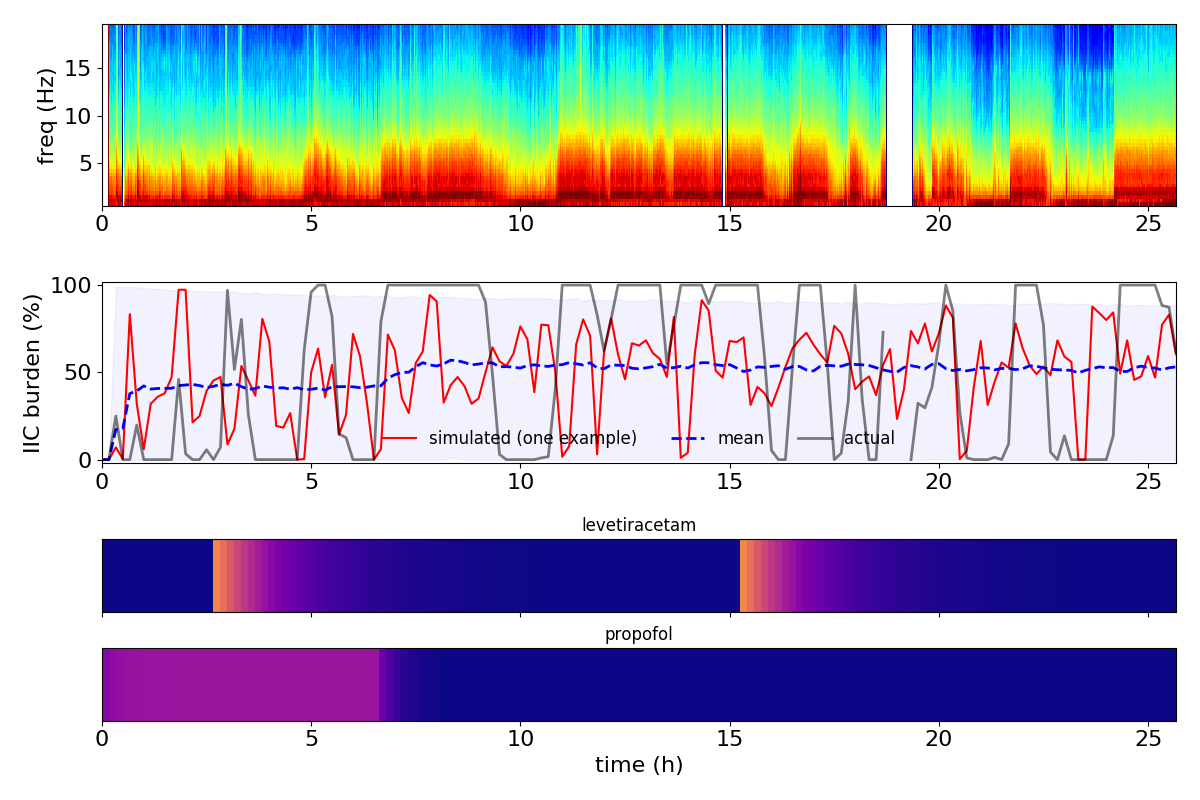 freq (Hz)
15
10
5
0 5 10 15 20 25
IIC burden (%)
100
50
0
simulated (one example) mean actual
0 5 10 15 20 25
levetiracetam
propofol
0 5 10 15 20 25
time (h)